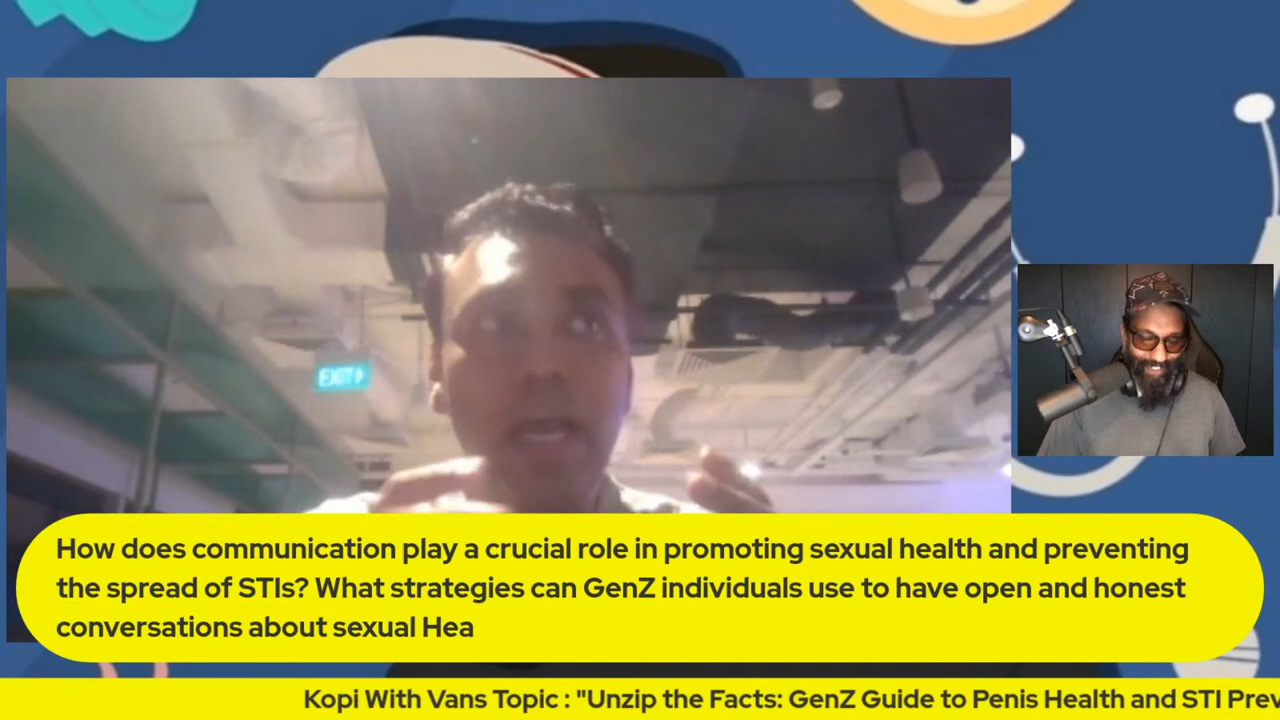 EXIT
How does communication play a crucial role in promoting sexual health and preventing
the spread of STIs? What strategies can GenZ individuals use to have open and honest
conversations about sexual Hea
Kopi With Vans Topic : "Unzip the Facts: GenZ Guide to Penis Health and STI Prev